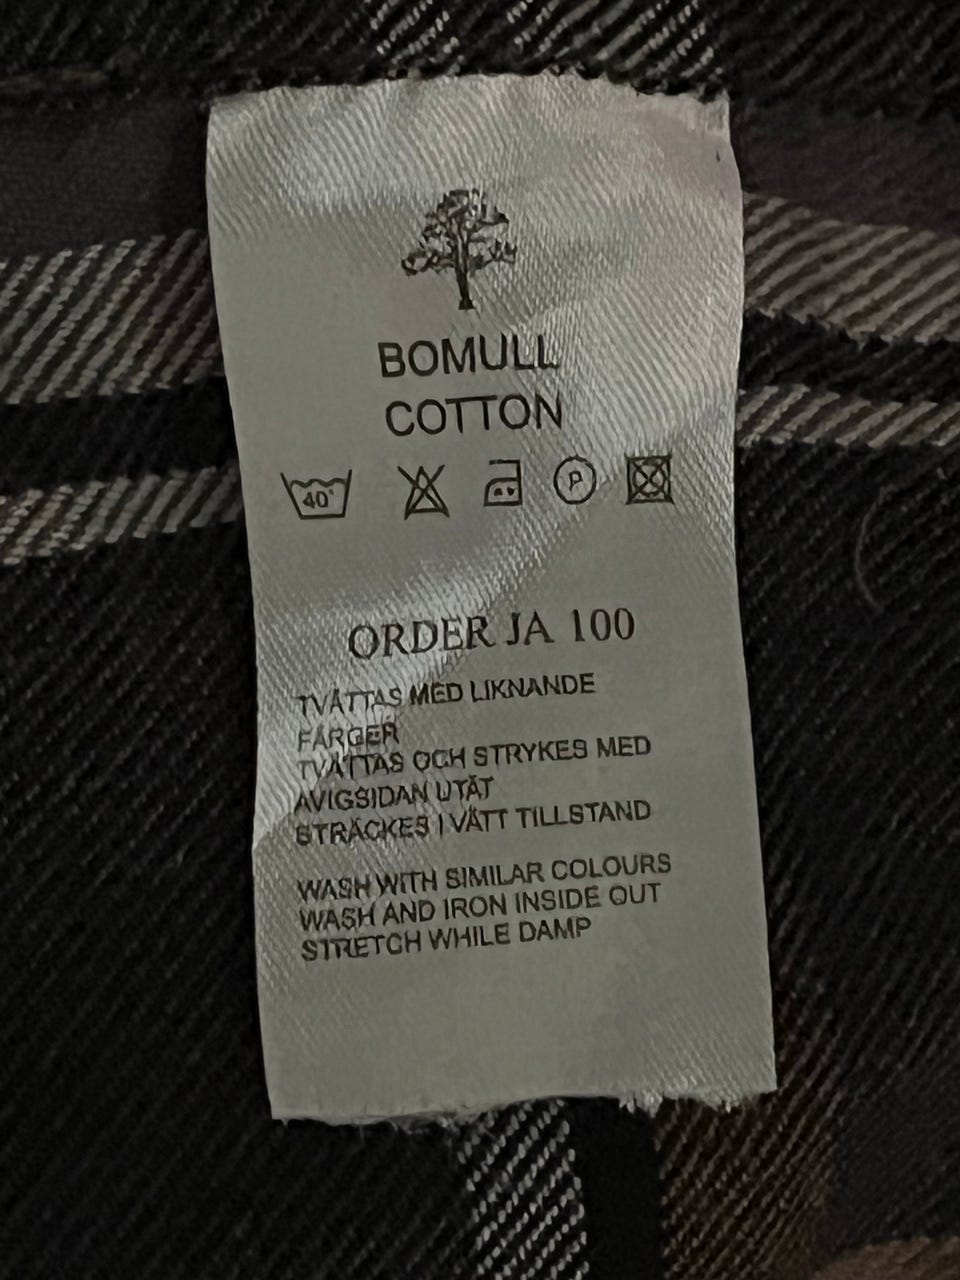 BOMULL
COTTON
40°
P
ORDER JA 100
TVÄTTAS MED LIKNANDE
FÄRGER
TVÄTTAS OCH STRYKES MED
AVIGSIDAN UTÅT
STRÄCKES I VÅTT TILLSTAND
WASH WITH SIMILAR COLOURS
WASH AND IRON INSIDE OUT
STRETCH WHILE DAMP